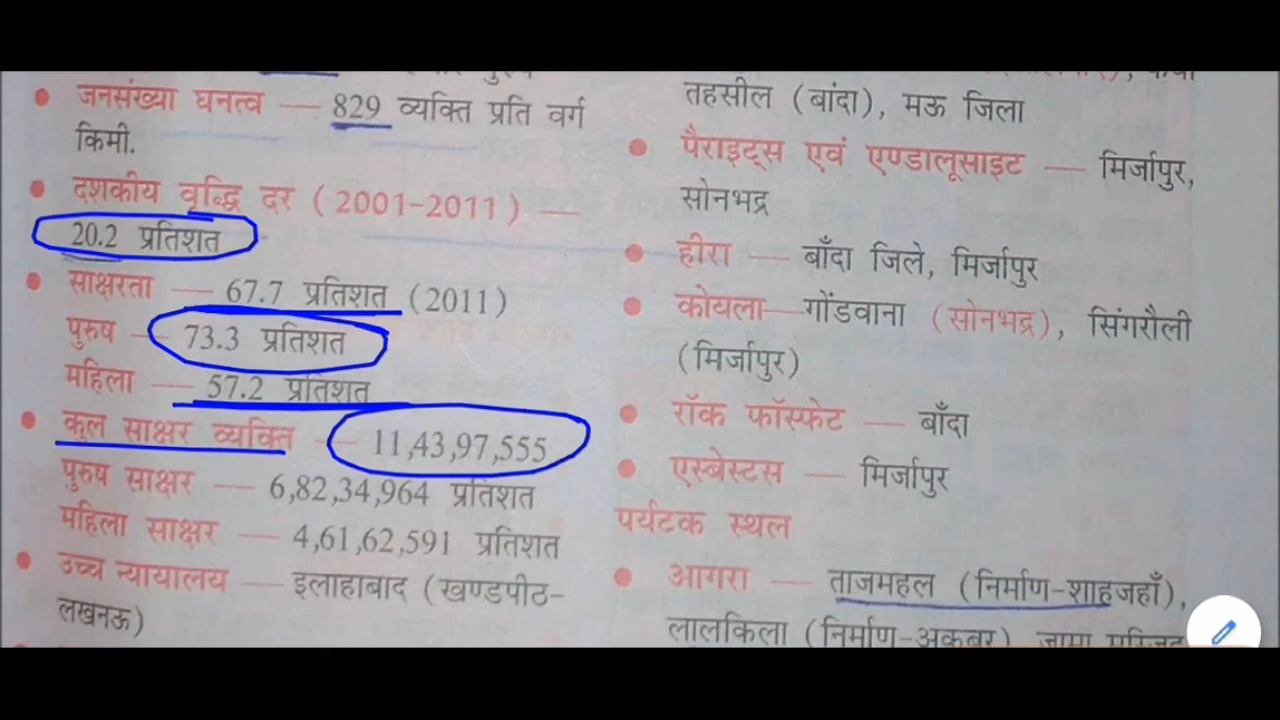 जनसंख्या घनत्व — 829 व्यक्ति प्रति वर्ग
किमी.
दशकीय वृद्धि दर (2001-2011) —
20.2 प्रतिशत
साक्षरता — 67.7 प्रतिशत (2011)
पुरुष — 73.3 प्रतिशत
महिला — 57.2 प्रतिशत
कुल साक्षर व्यक्ति — 11,43,97,555
पुरुष साक्षर — 6,82,34,964 प्रतिशत
महिला साक्षर — 4,61,62,591 प्रतिशत
उच्च न्यायालय — इलाहाबाद (खण्डपीठ-
लखनऊ)
तहसील (बांदा), मऊ जिला
पैराइट्स एवं एण्डालूसाइट — मिर्जापुर,
सोनभद्र
हीरा — बाँदा जिले, मिर्जापुर
कोयला—गोंडवाना (सोनभद्र), सिंगरौली
(मिर्जापुर)
रॉक फॉस्फेट — बाँदा
एस्बेस्टस — मिर्जापुर
पर्यटक स्थल
आगरा — ताजमहल (निर्माण-शाहजहाँ),
लालकिला (निर्माण-अकबर), जामा मस्जिद